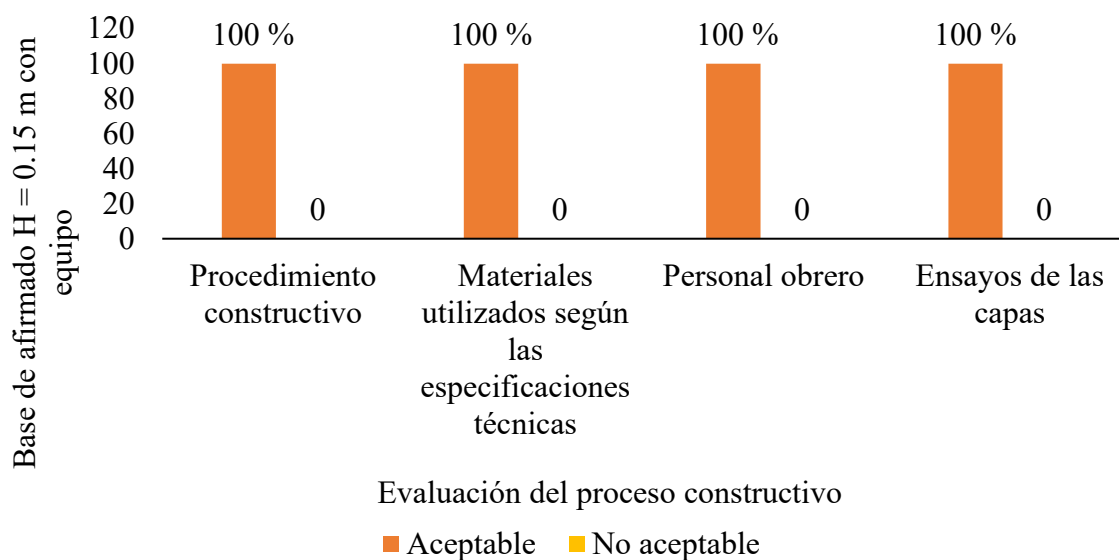 Base de afirmado H = 0.15 m con
equipo
120
100
80
60
40
20
0
100 %
0
100 %
0
100 %
0
100 %
0
Procedimiento
constructivo
Materiales
utilizados según
las
especificaciones
técnicas
Personal obrero
Ensayos de las
capas
Evaluación del proceso constructivo
Aceptable
No aceptable